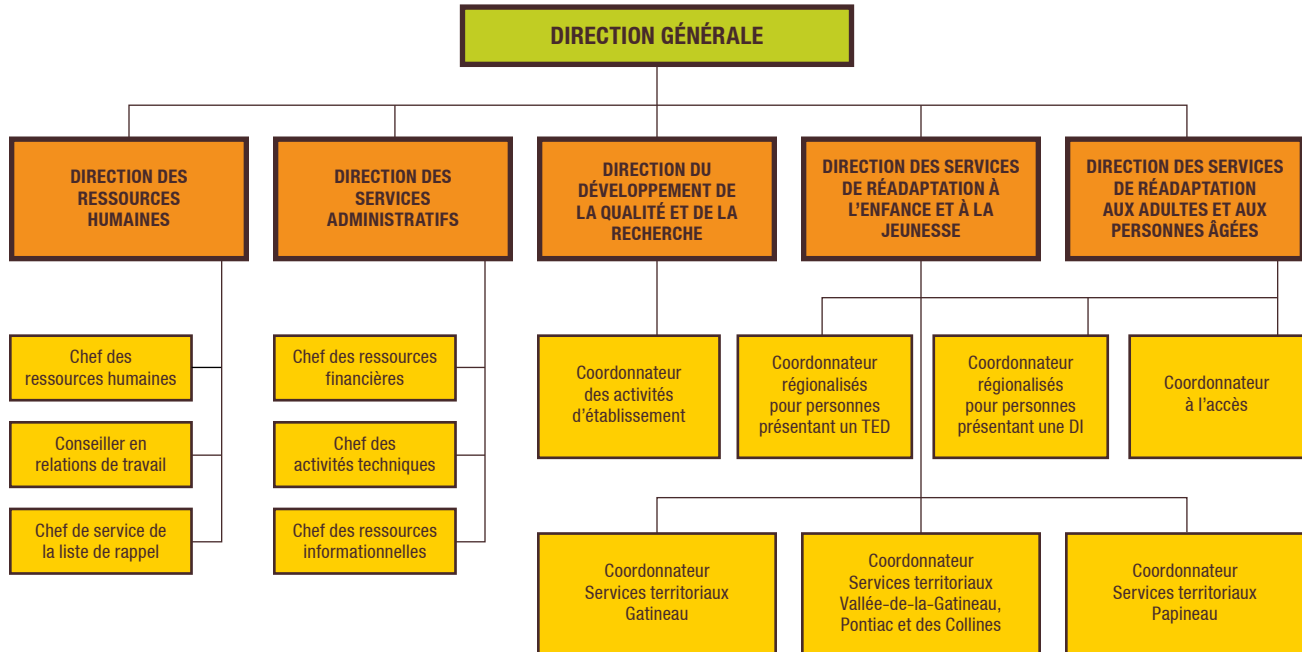 DIRECTION GÉNÉRALE
DIRECTION DES
RESSOURCES
HUMAINES
DIRECTION DES
SERVICES
ADMINISTRATIFS
DIRECTION DU
DÉVELOPPEMENT DE
LA QUALITÉ ET DE LA
RECHERCHE
DIRECTION DES SERVICES
DE RÉADAPTATION À
L’ENFANCE ET À LA
JEUNESSE
DIRECTION DES SERVICES
DE RÉADAPTATION
AUX ADULTES ET AUX
PERSONNES ÂGÉES
Chef des
ressources humaines
Chef des ressources
financières
Coordonnateur
des activités
d’établissement
Coordonnateur
régionalisés
pour personnes
présentant un TED
Coordonnateur
régionalisés
pour personnes
présentant une DI
Coordonnateur
à l’accès
Conseiller en
relations de travail
Chef des
activités techniques
Chef de service de
la liste de rappel
Chef des ressources
informationnelles
Coordonnateur
Services territoriaux
Gatineau
Coordonnateur
Services territoriaux
Vallée-de-la-Gatineau,
Pontiac et des Collines
Coordonnateur
Services territoriaux
Papineau